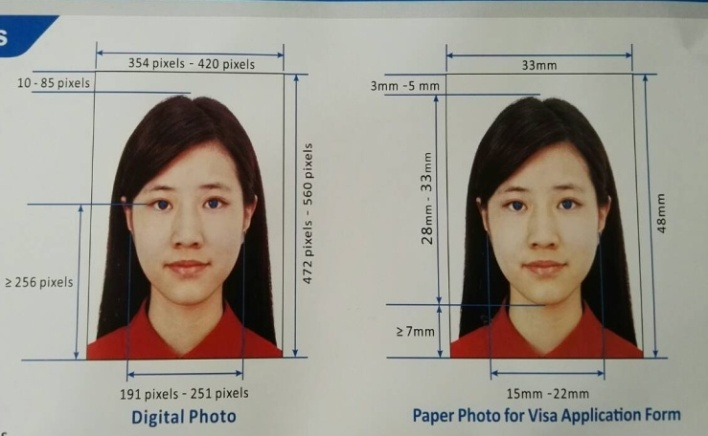 s
354 pixels - 420 pixels
10 - 85 pixels
472 pixels - 560 pixels
≥ 256 pixels
191 pixels - 251 pixels
Digital Photo
33mm
3mm -5 mm
28mm - 33mm
48mm
≥ 7mm
15mm -22mm
Paper Photo for Visa Application Form